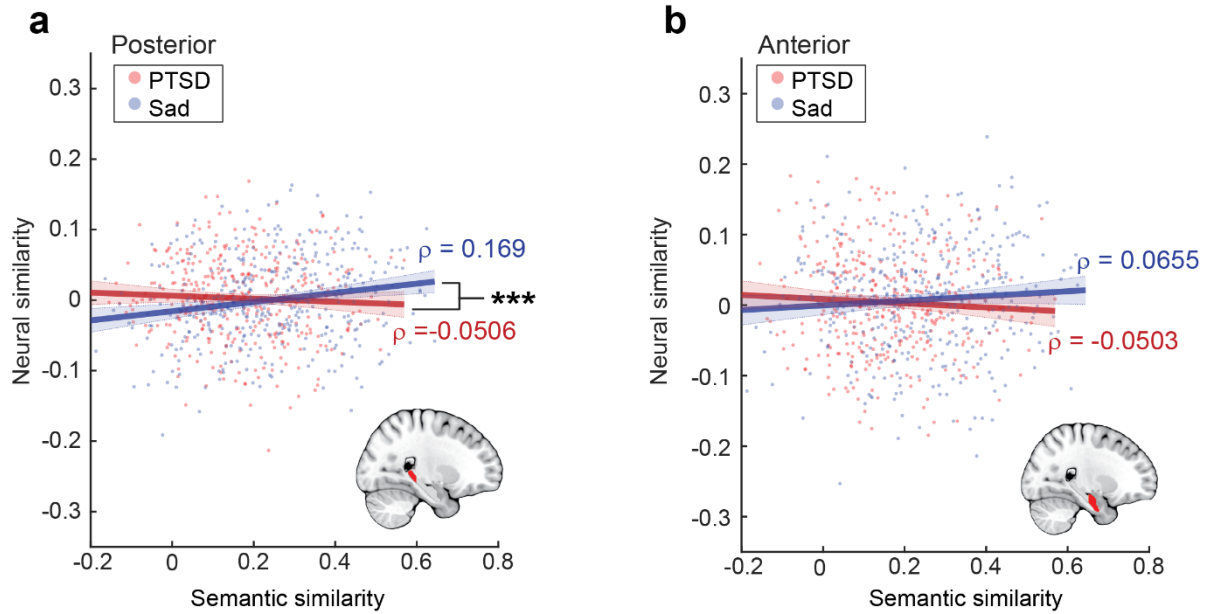 a
Posterior
PTSD
Sad
0.3
0.2
0.1
0
-0.1
-0.2
-0.3
Neural similarity
ρ = 0.169
***
ρ =-0.0506
-0.2 0 0.2 0.4 0.6 0.8
Semantic similarity
b
Anterior
PTSD
Sad
0.3
0.2
0.1
0
-0.1
-0.2
-0.3
Neural similarity
ρ = 0.0655
ρ = -0.0503
-0.2 0 0.2 0.4 0.6 0.8
Semantic similarity